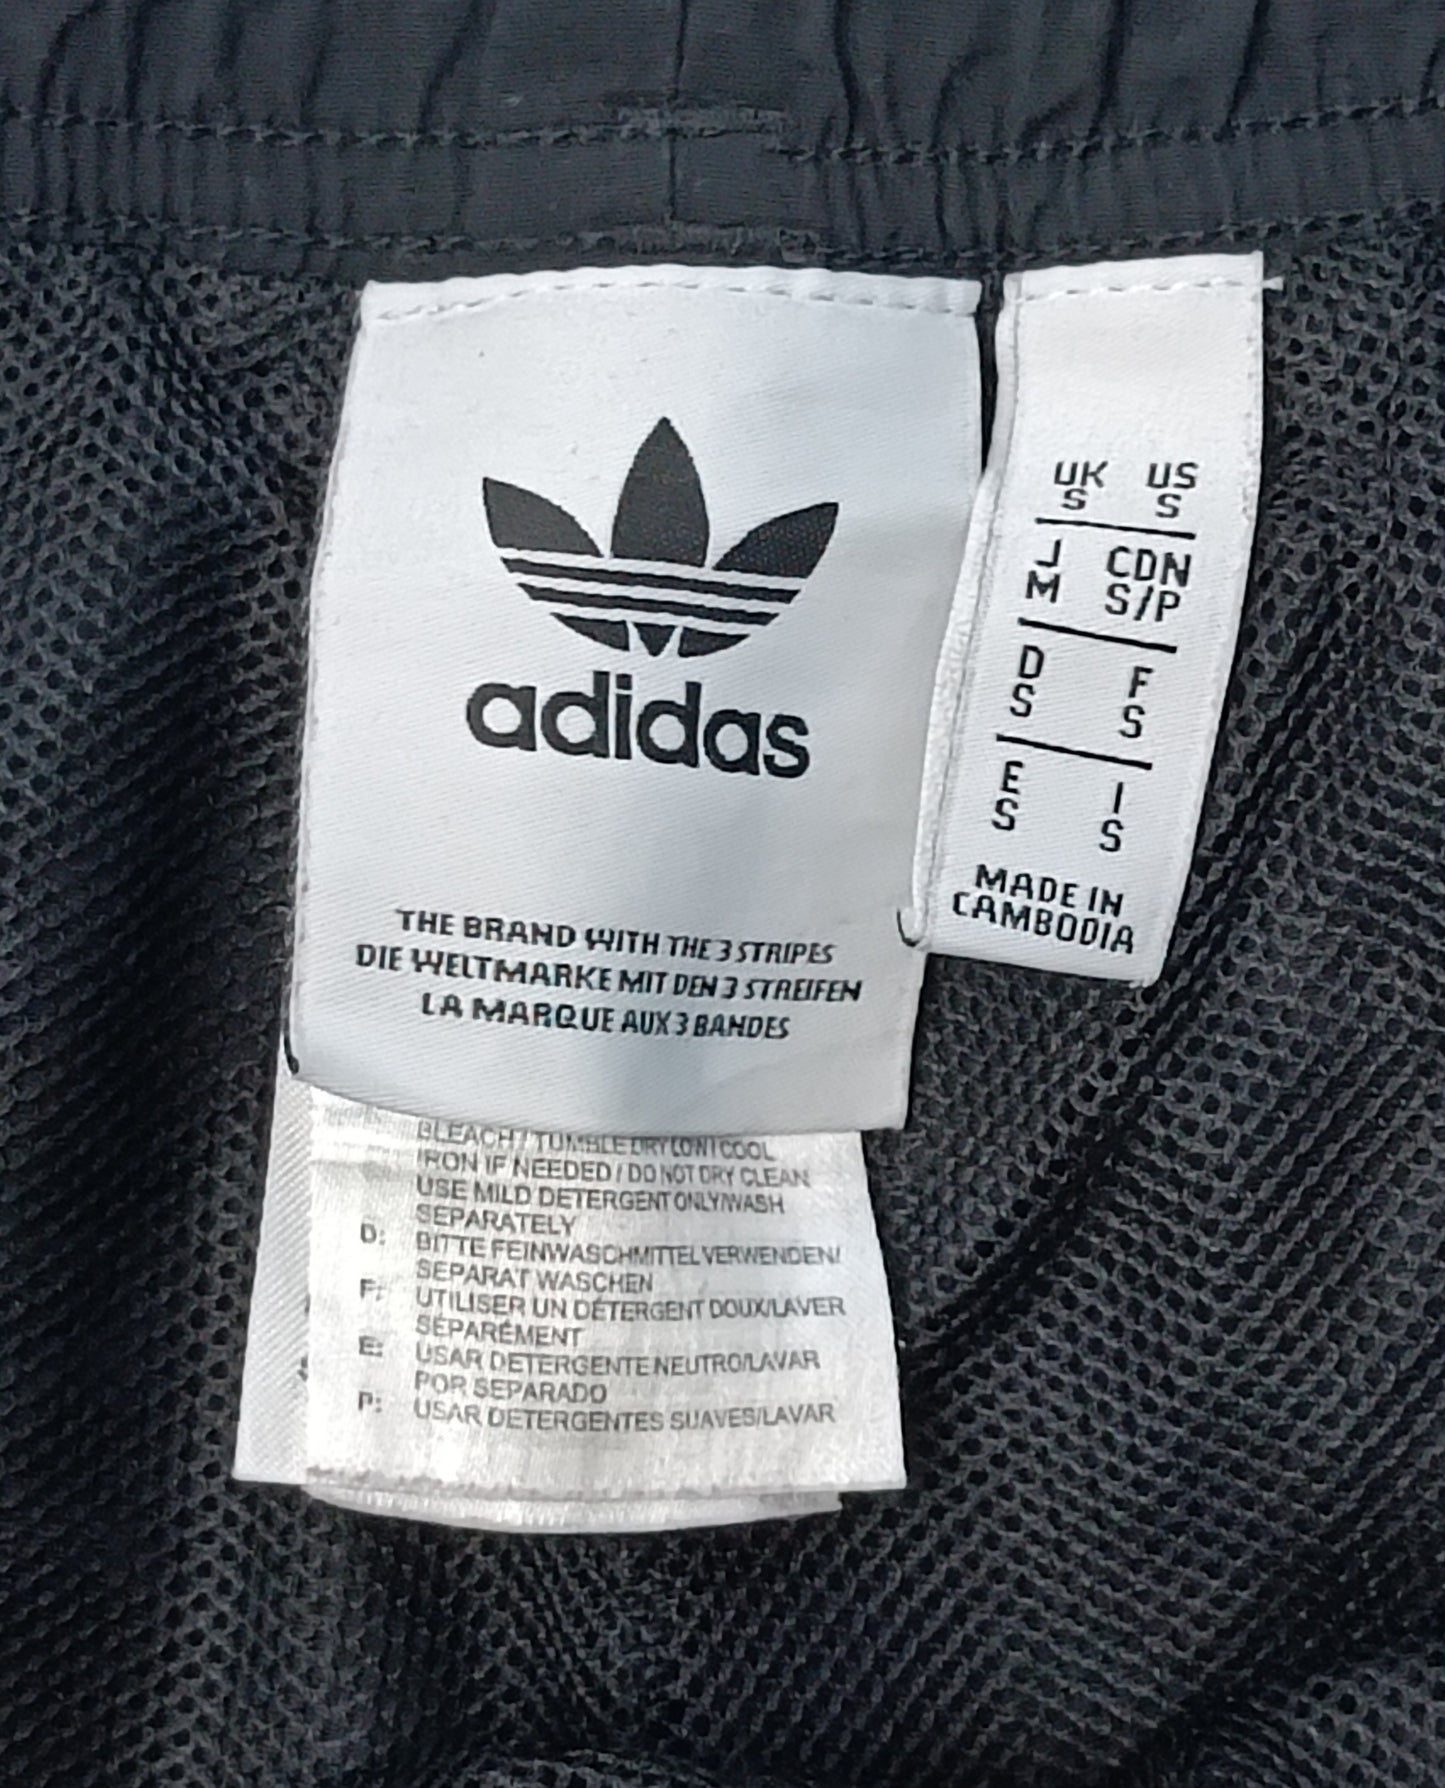 adidas
THE BRAND WITH THE 3 STRIPES
DIE WELTMARKE MIT DEN 3 STREIFEN
LA MARQUE AUX 3 BANDES
UK US
S S
J CDN
M S/P
D F
S S
E I
S S
MADE IN
CAMBODIA
BLEACH / TUMBLE DRY LOW / COOL
IRON IF NEEDED / DO NOT DRY CLEAN
USE MILD DETERGENT ONLY/WASH
SEPARATELY
D: BITTE FEINWASCHMITTEL VERWENDEN/
SEPARAT WASCHEN
F: UTILISER UN DÉTERGENT DOUX/LAVER
SÉPARÉMENT
E: USAR DETERGENTE NEUTRO/LAVAR
POR SEPARADO
P: USAR DETERGENTES SUAVES/LAVAR